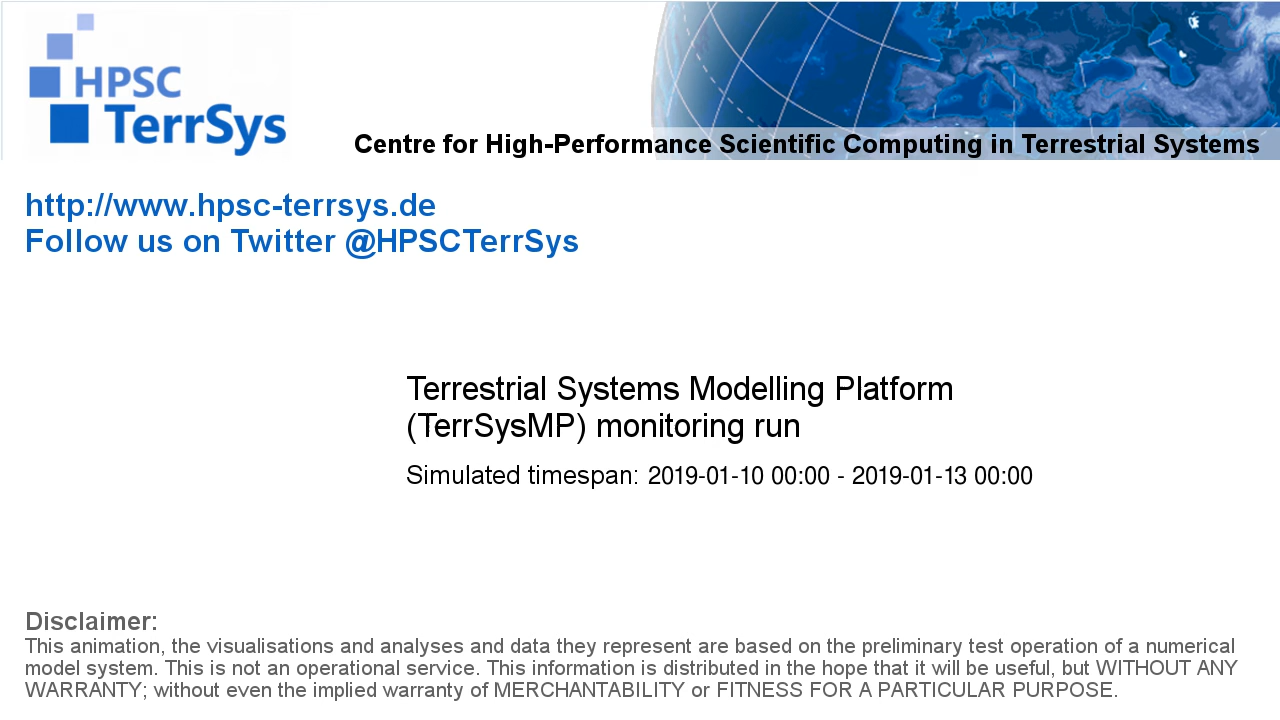 HPSC
TerrSys
Centre for High-Performance Scientific Computing in Terrestrial Systems
http://www.hpsc-terrsys.de
Follow us on Twitter @HPSCTerrSys
Terrestrial Systems Modelling Platform
(TerrSysMP) monitoring run
Simulated timespan: 2019-01-10 00:00 - 2019-01-13 00:00
Disclaimer:
This animation, the visualisations and analyses and data they represent are based on the preliminary test operation of a numerical
model system. This is not an operational service. This information is distributed in the hope that it will be useful, but WITHOUT ANY
WARRANTY; without even the implied warranty of MERCHANTABILITY or FITNESS FOR A PARTICULAR PURPOSE.